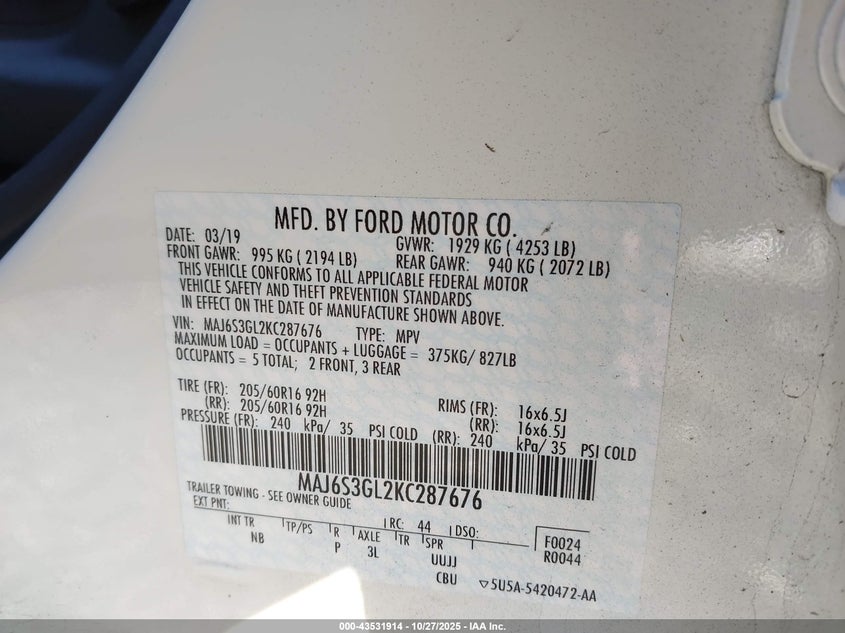 MFD. BY FORD MOTOR CO.
DATE: 03/19 GVWR: 1929 KG ( 4253 LB)
FRONT GAWR: 995 KG ( 2194 LB) REAR GAWR: 940 KG ( 2072 LB)
THIS VEHICLE CONFORMS TO ALL APPLICABLE FEDERAL MOTOR
VEHICLE SAFETY AND THEFT PREVENTION STANDARDS
IN EFFECT ON THE DATE OF MANUFACTURE SHOWN ABOVE.
VIN: MAJ6S3GL2KC287676 TYPE: MPV
MAXIMUM LOAD = OCCUPANTS + LUGGAGE = 375KG/ 827LB
OCCUPANTS = 5 TOTAL; 2 FRONT, 3 REAR
TIRE (FR): 205/60R16 92H RIMS (FR): 16x6.5J
(RR): 205/60R16 92H (RR): 16x6.5J
PRESSURE (FR): 240 kPa/ 35 PSI COLD (RR): 240 kPa/ 35 PSI COLD
MAJ6S3GL2KC287676
TRAILER TOWING - SEE OWNER GUIDE
EXT PNT: RC: 44 DSO:
INT TR TP/PS R AXLE TR SPR F0024
NB P 3L UUJJ R0044
CBU 5U5A-5420472-AA
000-43531914 | 10/27/2025 | IAA Inc.